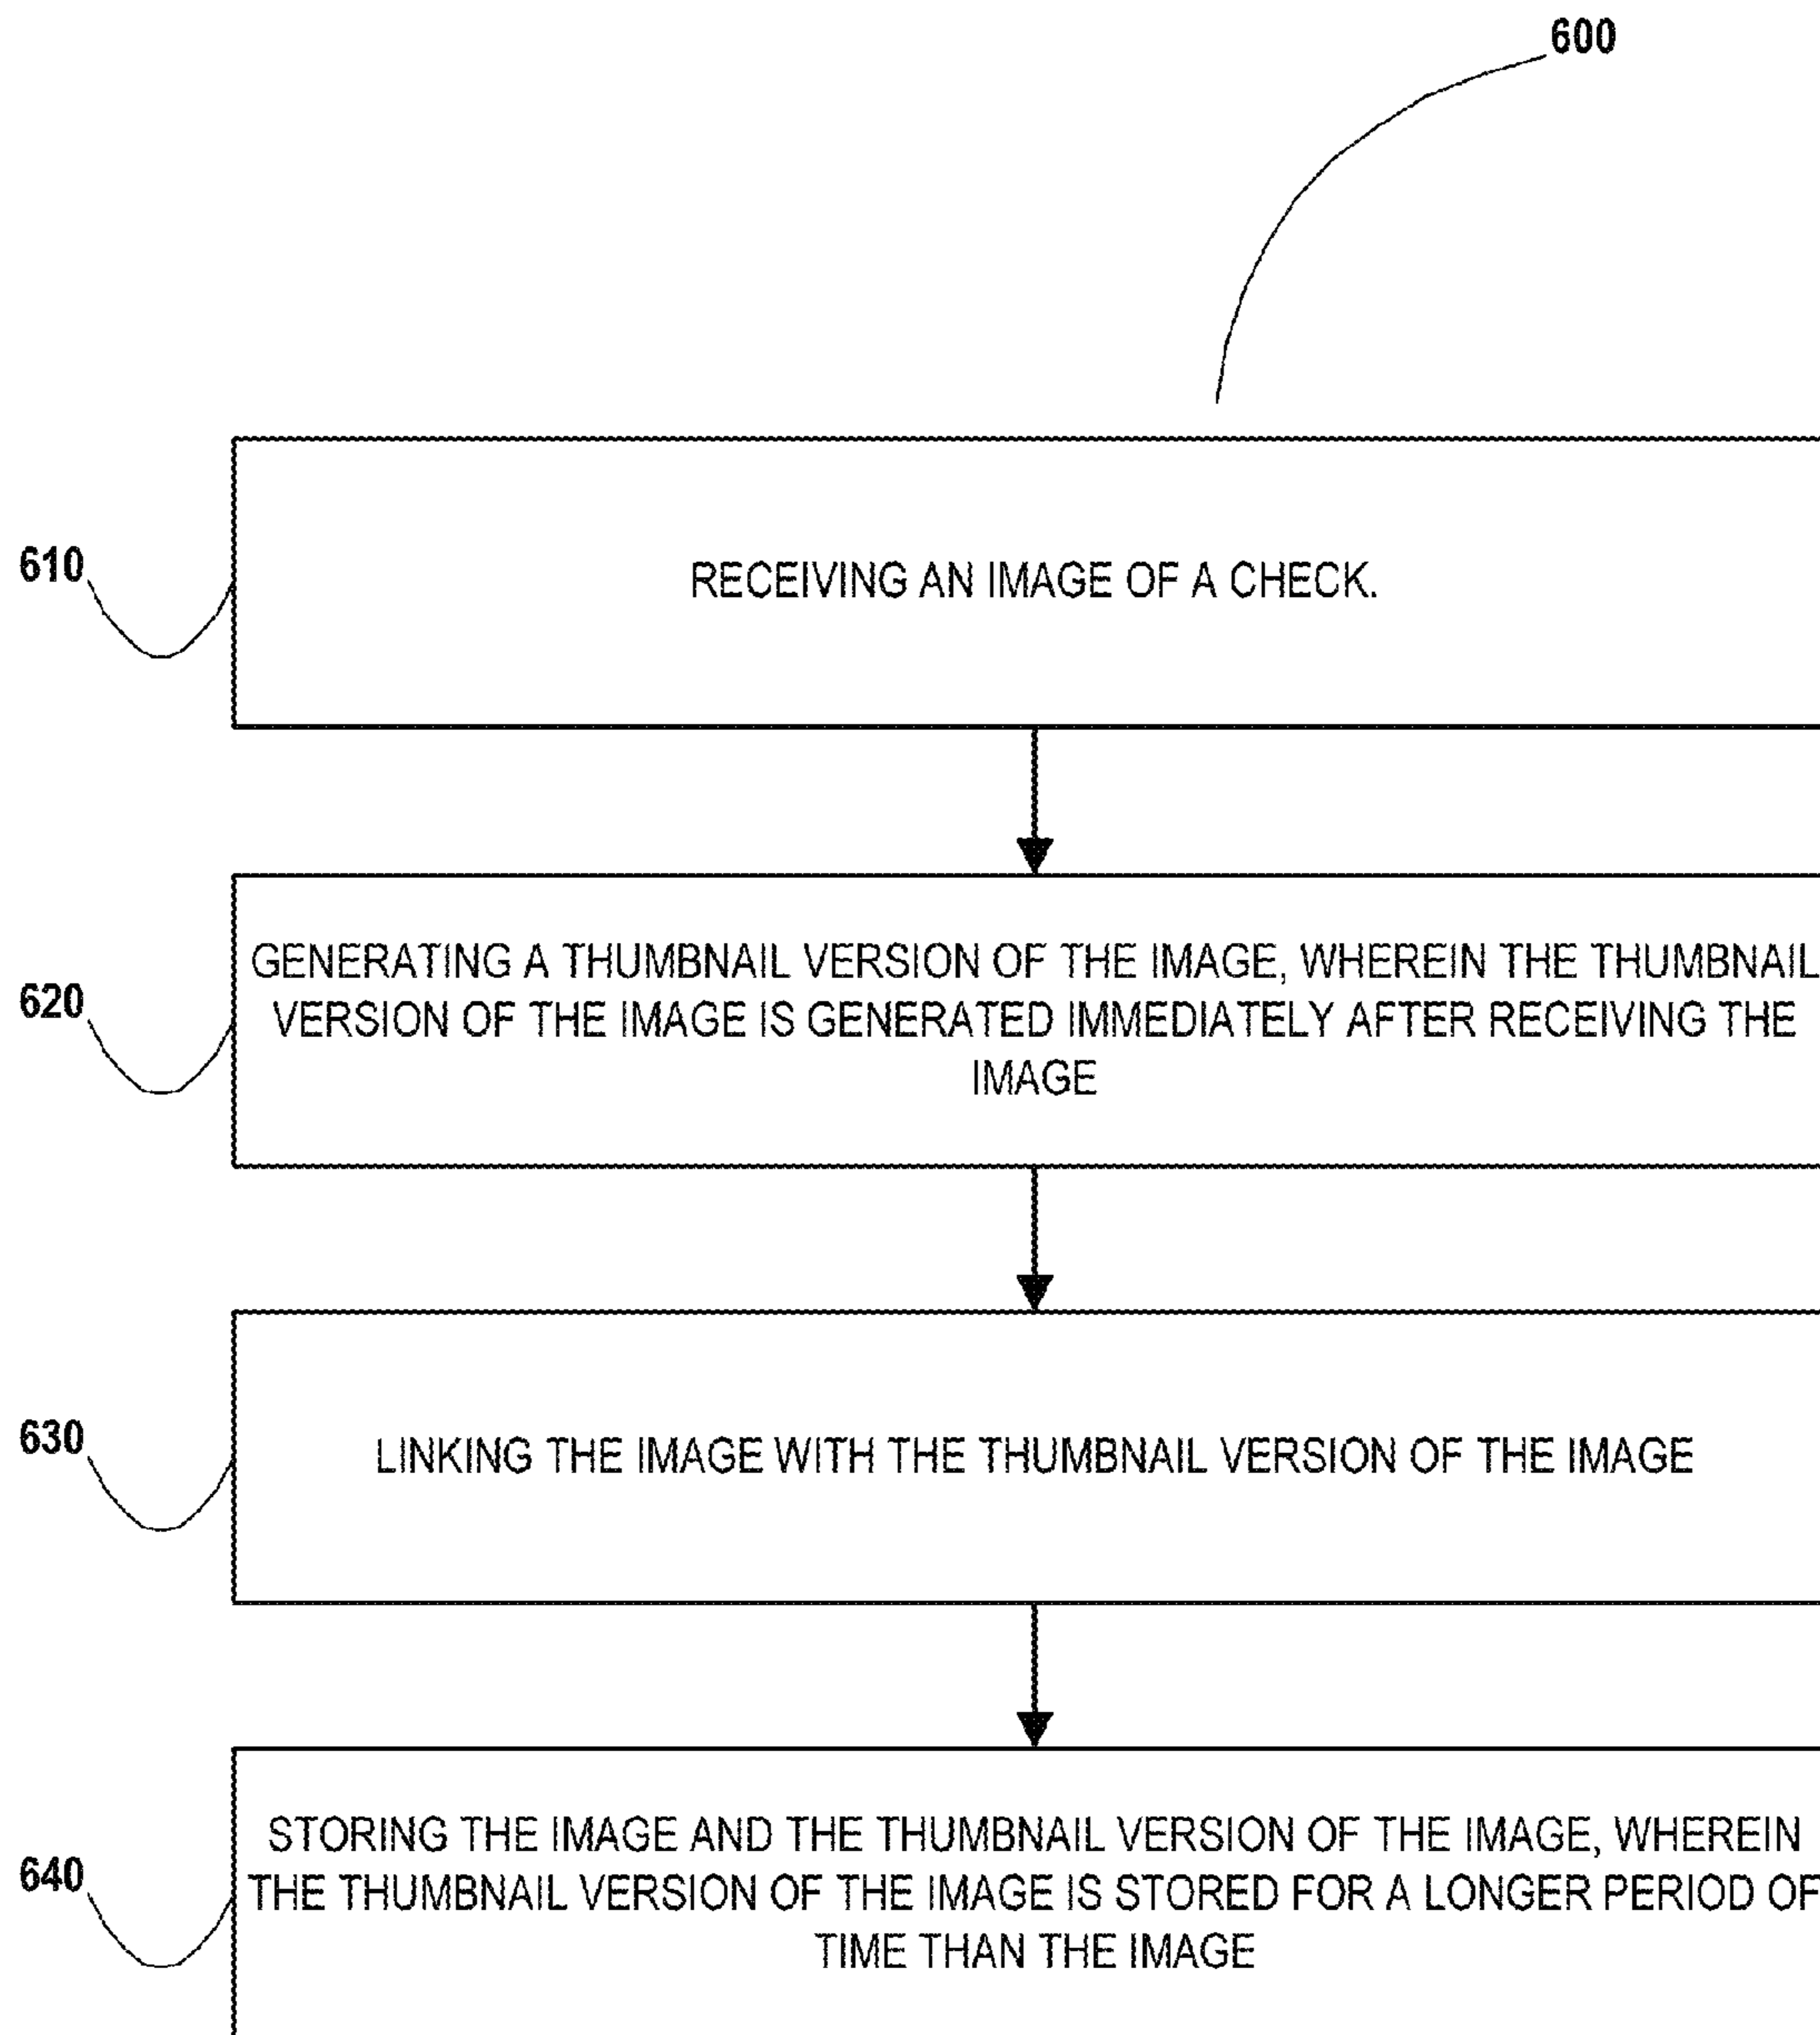 600
610
RECEIVING AN IMAGE OF A CHECK.
620
GENERATING A THUMBNAIL VERSION OF THE IMAGE, WHEREIN THE THUMBNAIL
VERSION OF THE IMAGE IS GENERATED IMMEDIATELY AFTER RECEIVING THE
IMAGE
630
LINKING THE IMAGE WITH THE THUMBNAIL VERSION OF THE IMAGE
640
STORING THE IMAGE AND THE THUMBNAIL VERSION OF THE IMAGE, WHEREIN
THE THUMBNAIL VERSION OF THE IMAGE IS STORED FOR A LONGER PERIOD OF
TIME THAN THE IMAGE